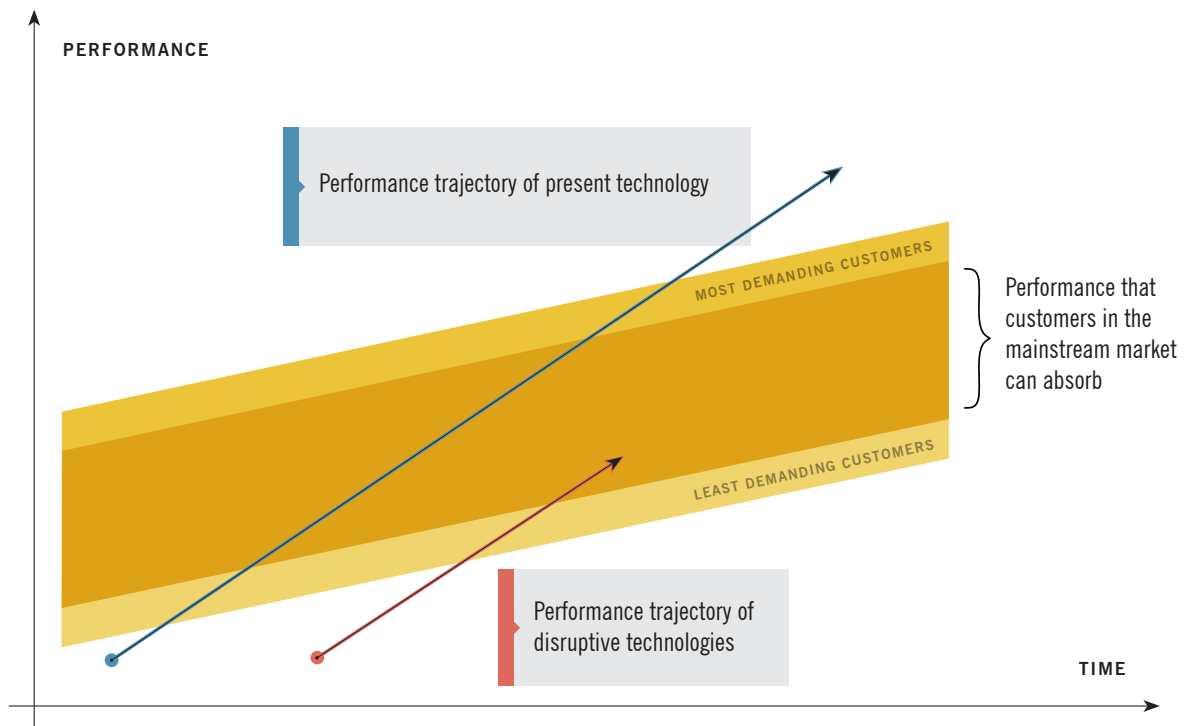 PERFORMANCE
Performance trajectory of present technology
MOST DEMANDING CUSTOMERS
Performance that
customers in the
mainstream market
can absorb
LEAST DEMANDING CUSTOMERS
Performance trajectory of
disruptive technologies
TIME